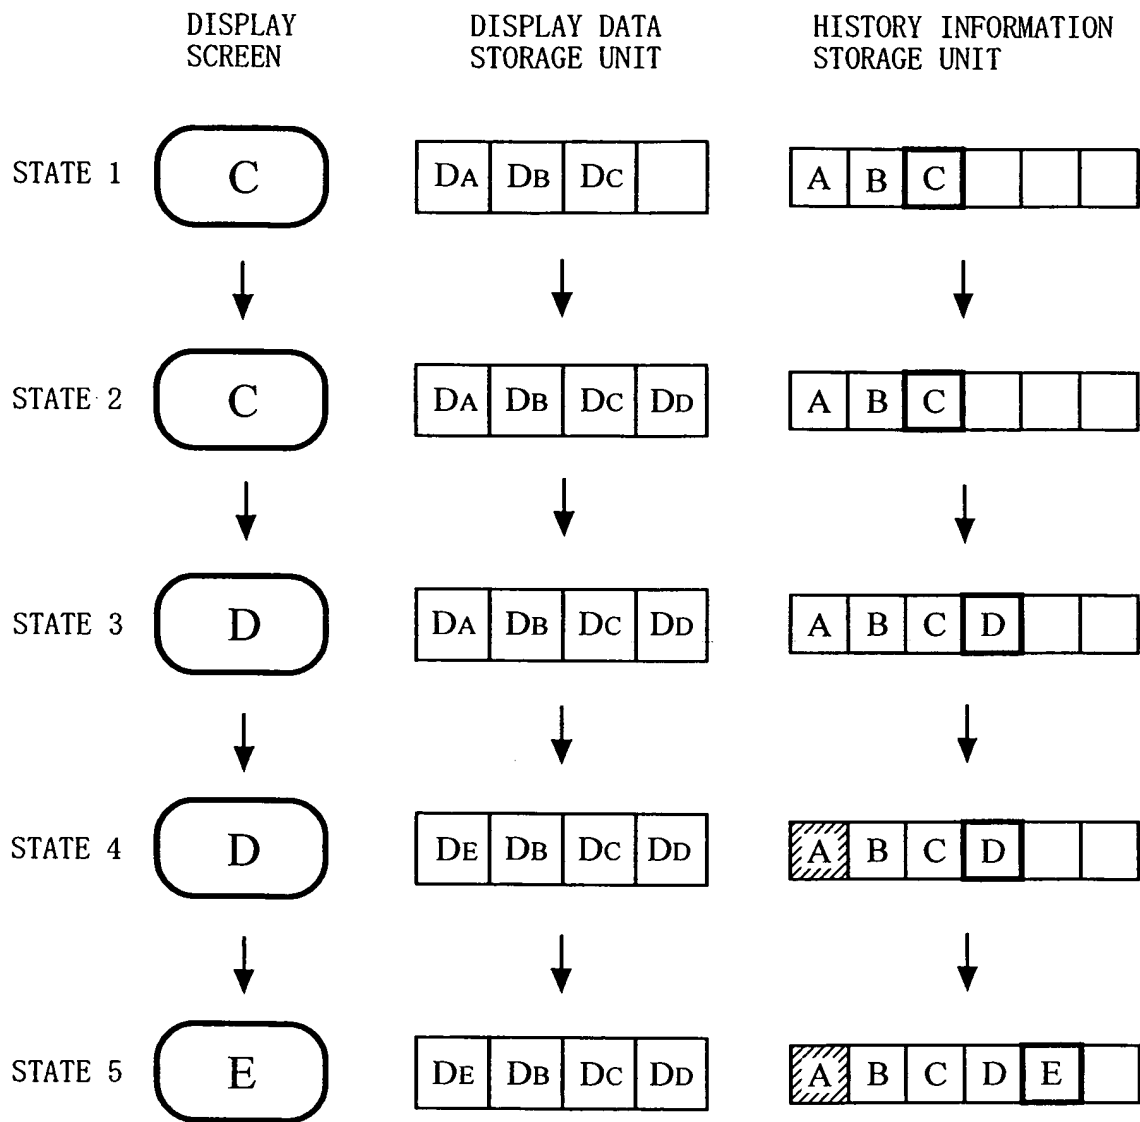 DISPLAY SCREEN
DISPLAY DATA STORAGE UNIT
HISTORY INFORMATION STORAGE UNIT
STATE 1
C
DA DB DC
A B C
STATE 2
C
DA DB DC DD
A B C
STATE 3
D
DA DB DC DD
A B C D
STATE 4
D
DE DB DC DD
A B C D
STATE 5
E
DE DB DC DD
A B C D E